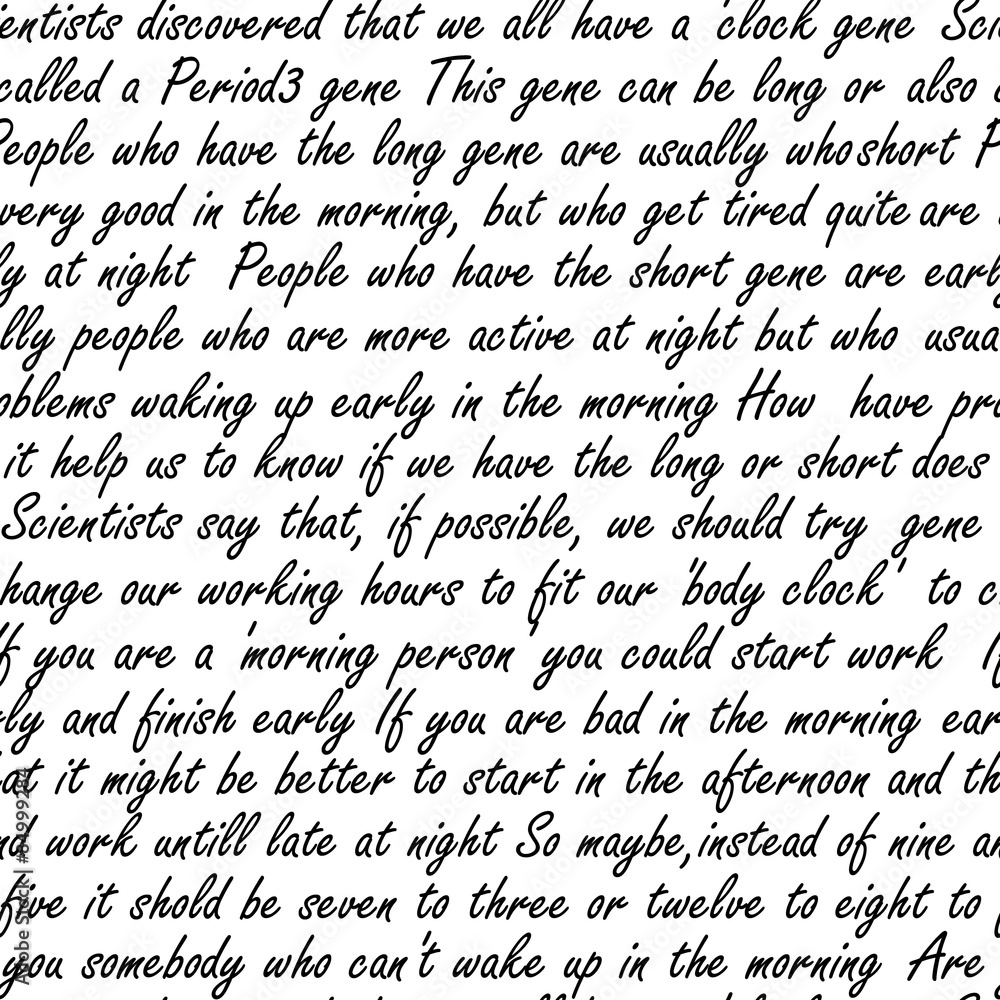 entists discovered that we all have a 'clock gene Sci
called a Period3 gene This gene can be long or also
People who have the long gene are usually whoshort P
very good in the morning, but who get tired quite are
ly at night People who have the short gene are early
lly people who are more active at night but who usua
oblems waking up early in the morning How have pro
it help us to know if we have the long or short does
Scientists say that, if possible, we should try gene
hange our working hours to fit our 'body clock' to c
If you are a 'morning person' you could start work If
rly and finish early If you are bad in the morning ear
at it might be better to start in the afternoon and th
nd work untill late at night So maybe,instead of nine an
five it shold be seven to three or twelve to eight to
you somebody who can't wake up in the morning Are
Adobe Stock | #84999284